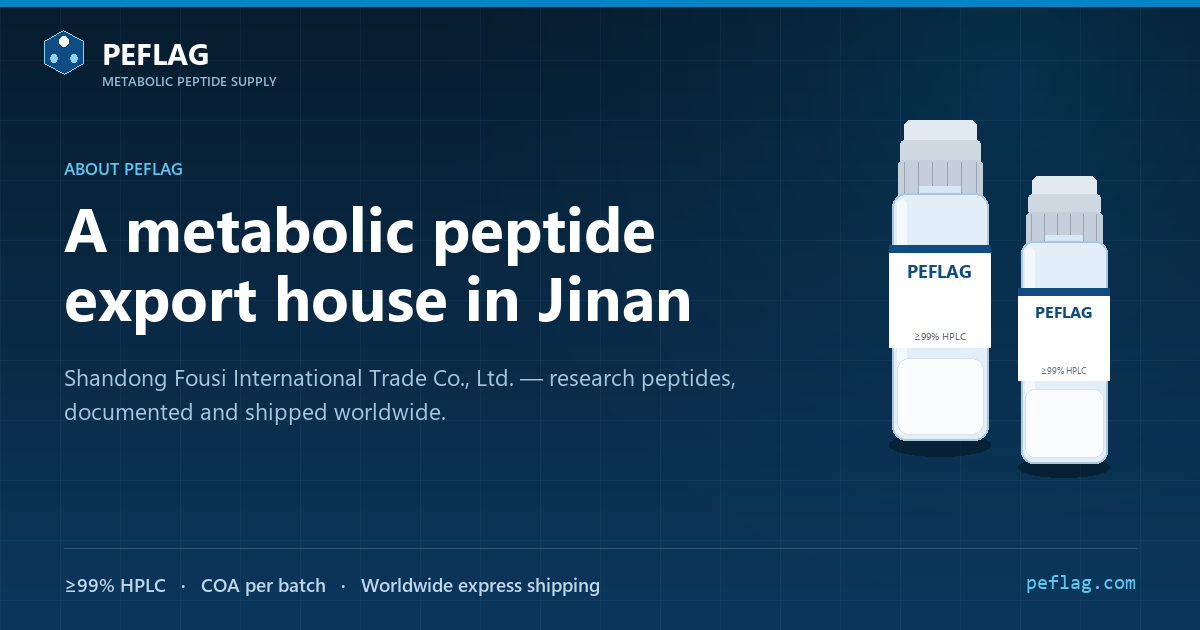 PEFLAG
METABOLIC PEPTIDE SUPPLY
ABOUT PEFLAG
A metabolic peptide
export house in Jinan
Shandong Fousi International Trade Co., Ltd. — research peptides,
documented and shipped worldwide.
PEFLAG
≥99% HPLC
PEFLAG
≥99% HPLC
≥99% HPLC · COA per batch · Worldwide express shipping
peflag.com